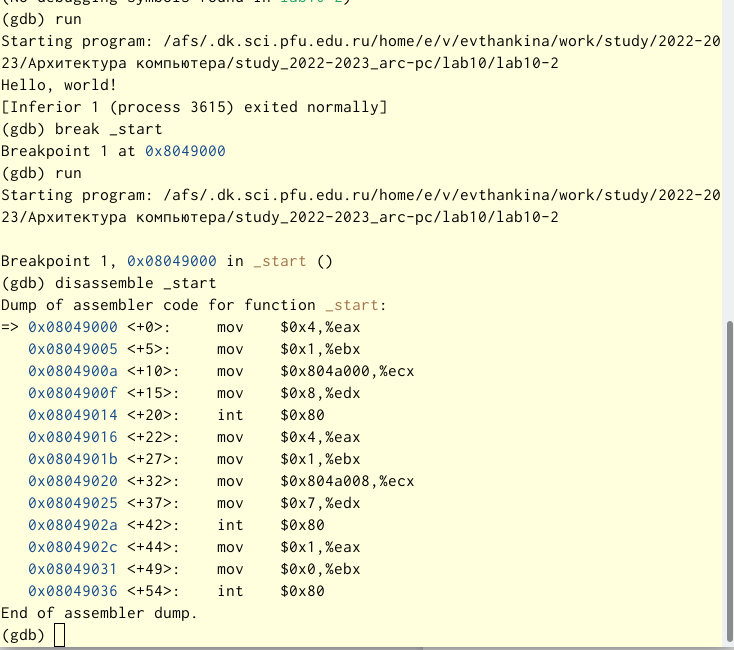 (No debugging symbols found in lab10-2)
(gdb) run
Starting program: /afs/.dk.sci.pfu.edu.ru/home/e/v/evthankina/work/study/2022-20
23/Архитектура компьютера/study_2022-2023_arc-pc/lab10/lab10-2
Hello, world!
[Inferior 1 (process 3615) exited normally]
(gdb) break _start
Breakpoint 1 at 0x8049000
(gdb) run
Starting program: /afs/.dk.sci.pfu.edu.ru/home/e/v/evthankina/work/study/2022-20
23/Архитектура компьютера/study_2022-2023_arc-pc/lab10/lab10-2

Breakpoint 1, 0x08049000 in _start ()
(gdb) disassemble _start
Dump of assembler code for function _start:
=> 0x08049000 <+0>:     mov    $0x4,%eax
   0x08049005 <+5>:     mov    $0x1,%ebx
   0x0804900a <+10>:    mov    $0x804a000,%ecx
   0x0804900f <+15>:    mov    $0x8,%edx
   0x08049014 <+20>:    int    $0x80
   0x08049016 <+22>:    mov    $0x4,%eax
   0x0804901b <+27>:    mov    $0x1,%ebx
   0x08049020 <+32>:    mov    $0x804a008,%ecx
   0x08049025 <+37>:    mov    $0x7,%edx
   0x0804902a <+42>:    int    $0x80
   0x0804902c <+44>:    mov    $0x1,%eax
   0x08049031 <+49>:    mov    $0x0,%ebx
   0x08049036 <+54>:    int    $0x80
End of assembler dump.
(gdb)